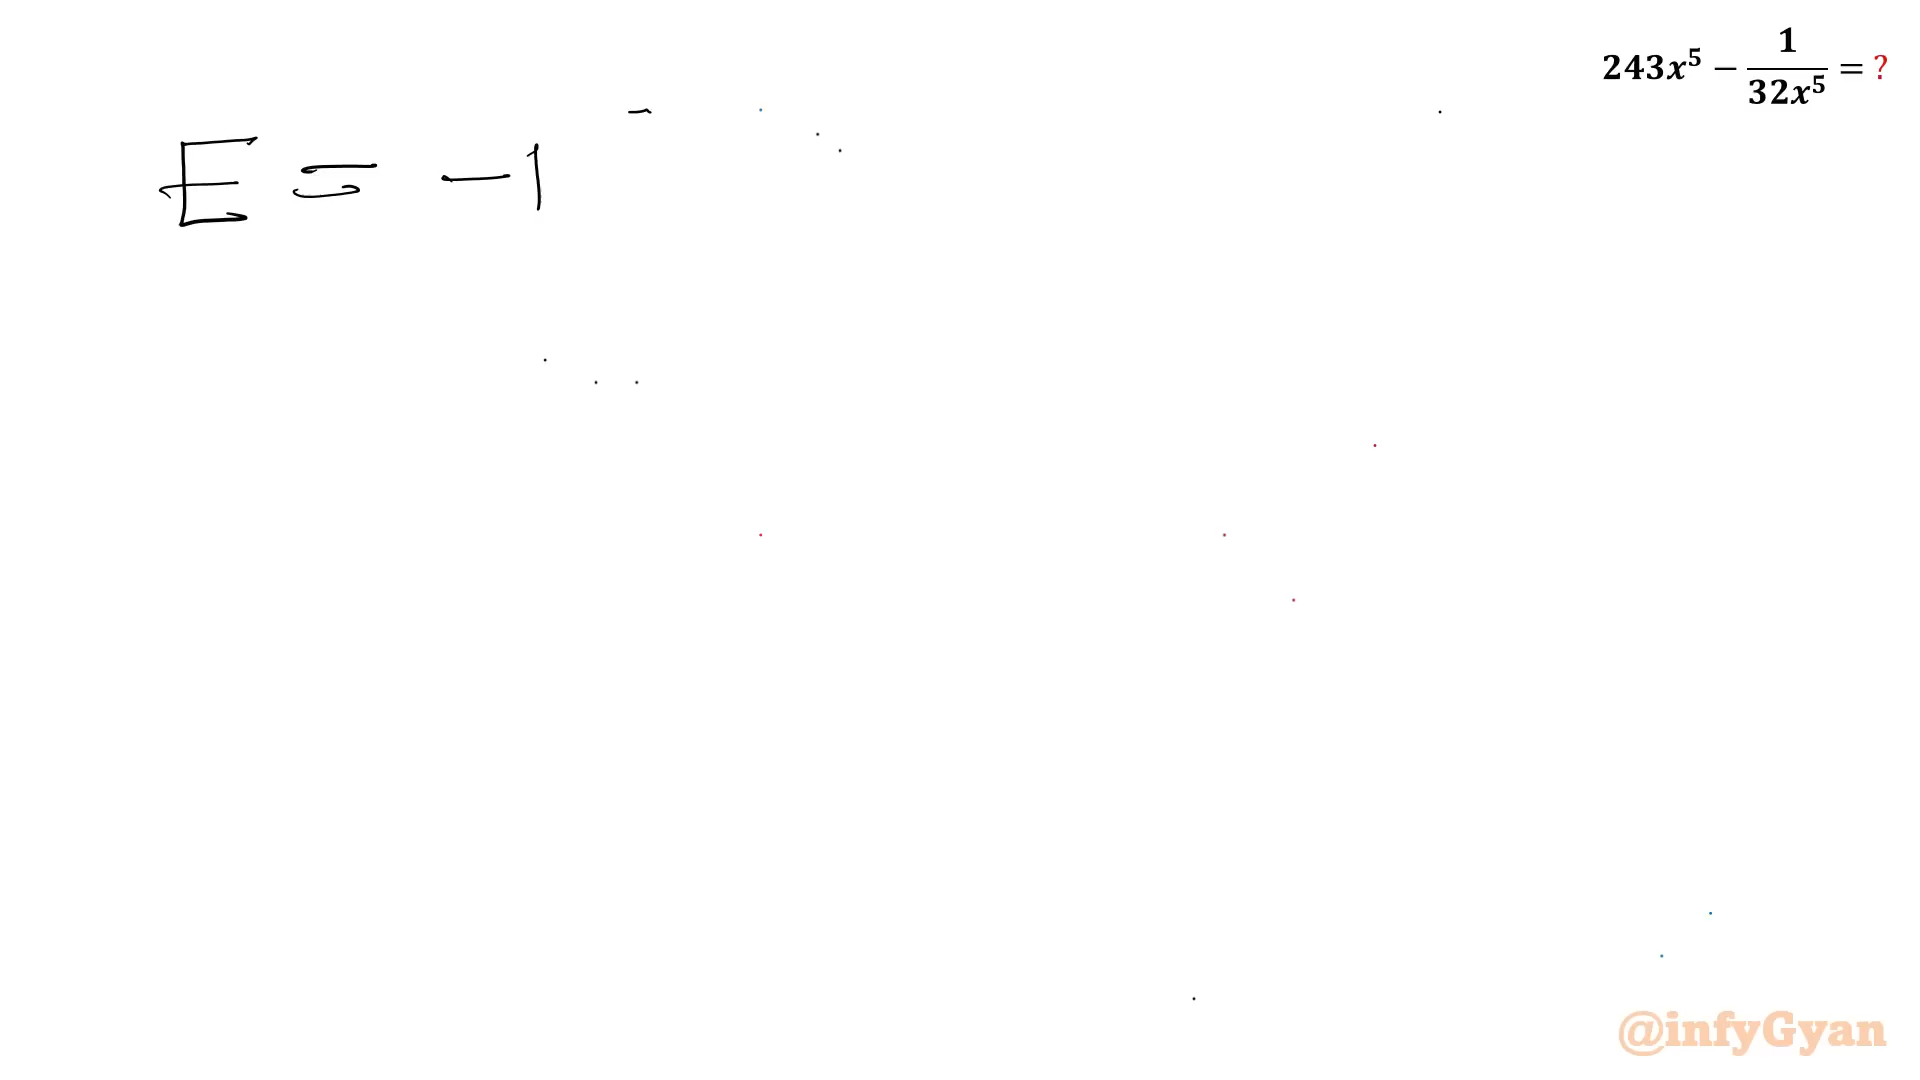 243x⁵ − 1/(32x⁵) = ?
E = −1
@infyGyan